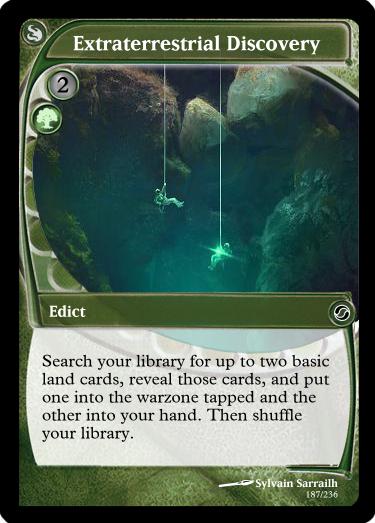 Extraterrestrial Discovery
2
Edict
Search your library for up to two basic
land cards, reveal those cards, and put
one into the warzone tapped and the
other into your hand. Then shuffle
your library.
Sylvain Sarrailh
187/236